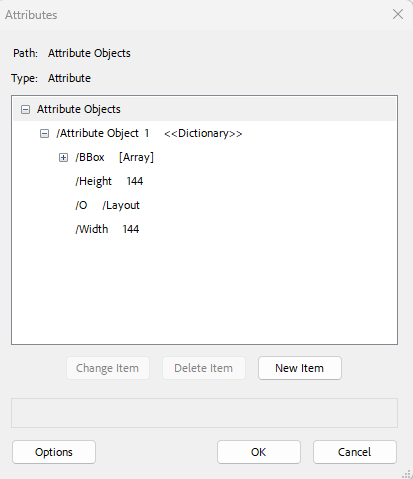 Attributes
Path: Attribute Objects
Type: Attribute
Attribute Objects
/Attribute Object 1 <<Dictionary>>
/BBox [Array]
/Height 144
/O /Layout
/Width 144
Change Item Delete Item New Item
Options OK Cancel